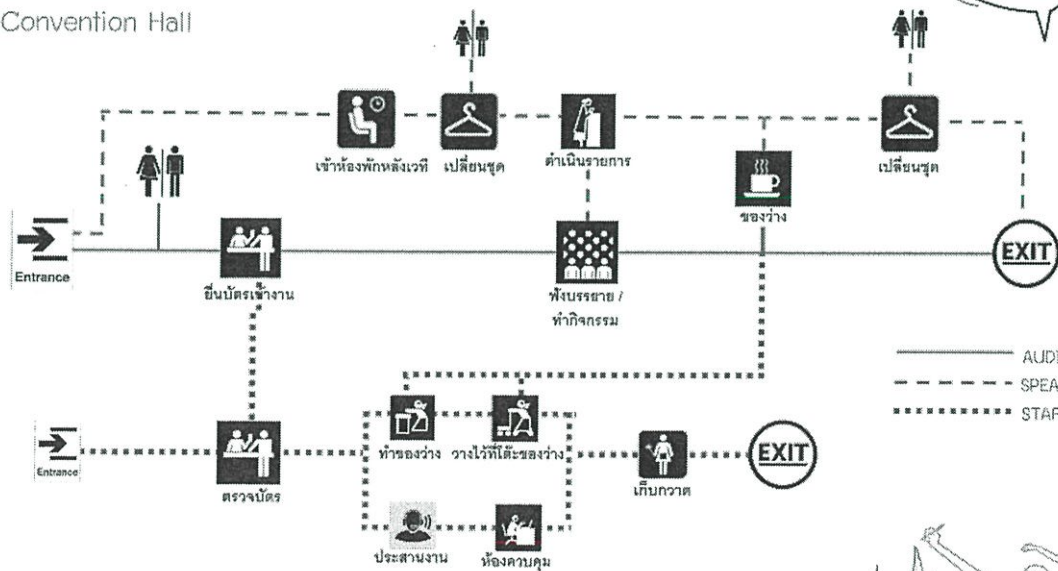 Convention Hall
เข้าห้องพักหลังเวที
เปลี่ยนชุด
ดำเนินรายการ
ของว่าง
เปลี่ยนชุด
Entrance
ยื่นบัตรเข้างาน
ฟังบรรยาย /
ทำกิจกรรม
EXIT
AUDI
SPEA
STAF
Entrance
ตรวจบัตร
ทำของว่าง
วางไว้ที่โต๊ะของว่าง
เก็บกวาด
EXIT
ประสานงาน
ห้องควบคุม